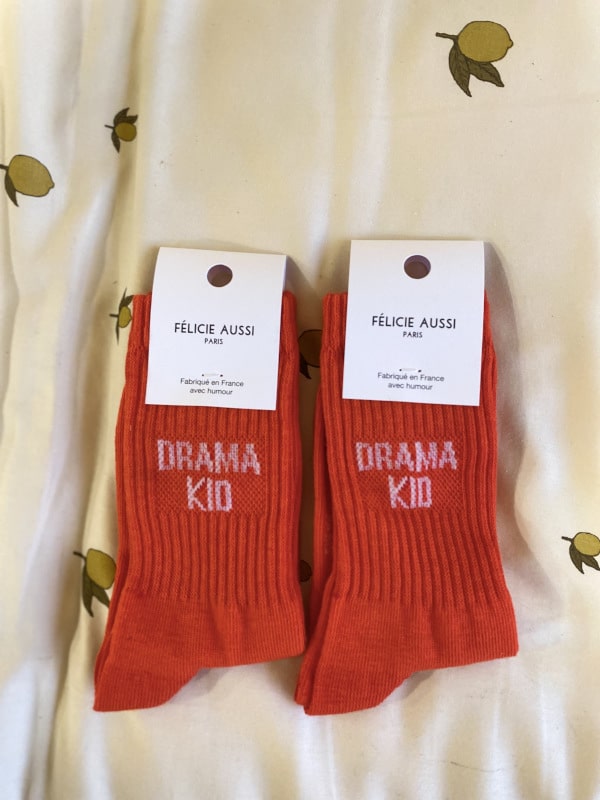 FÉLICIE AUSSI
PARIS
Fabriqué en France
avec humour
DRAMA
KID
FÉLICIE AUSSI
PARIS
Fabriqué en France
avec humour
DRAMA
KID